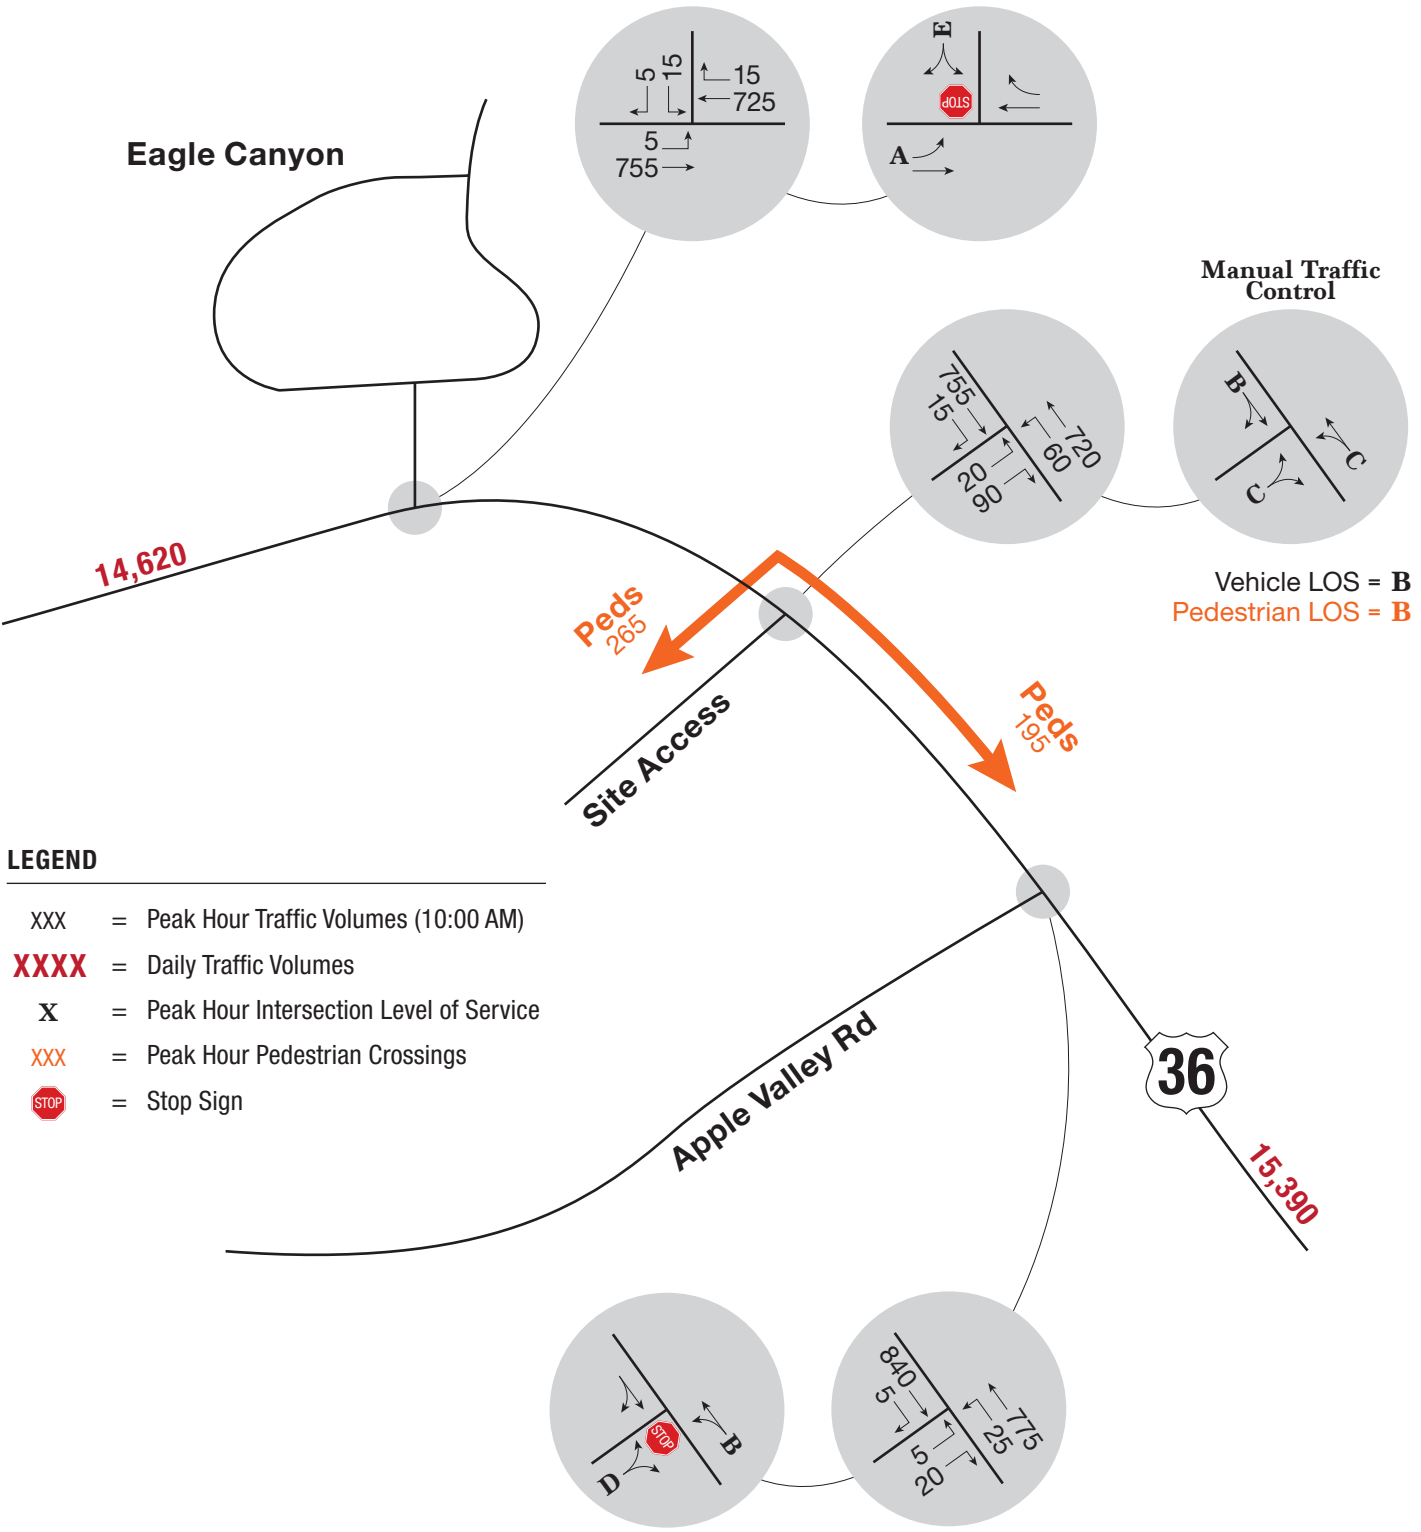 Eagle Canyon
5
15
15
725
5
755
E
STOP
A
Manual Traffic
Control
755
15
720
60
20
90
B
C
C
Vehicle LOS = B
Pedestrian LOS = B
14,620
Peds
265
Peds
195
Site Access
LEGEND
XXX = Peak Hour Traffic Volumes (10:00 AM)
XXXX = Daily Traffic Volumes
X = Peak Hour Intersection Level of Service
XXX = Peak Hour Pedestrian Crossings
STOP = Stop Sign
Apple Valley Rd
36
15,390
STOP
B
D
840
5
775
25
5
20